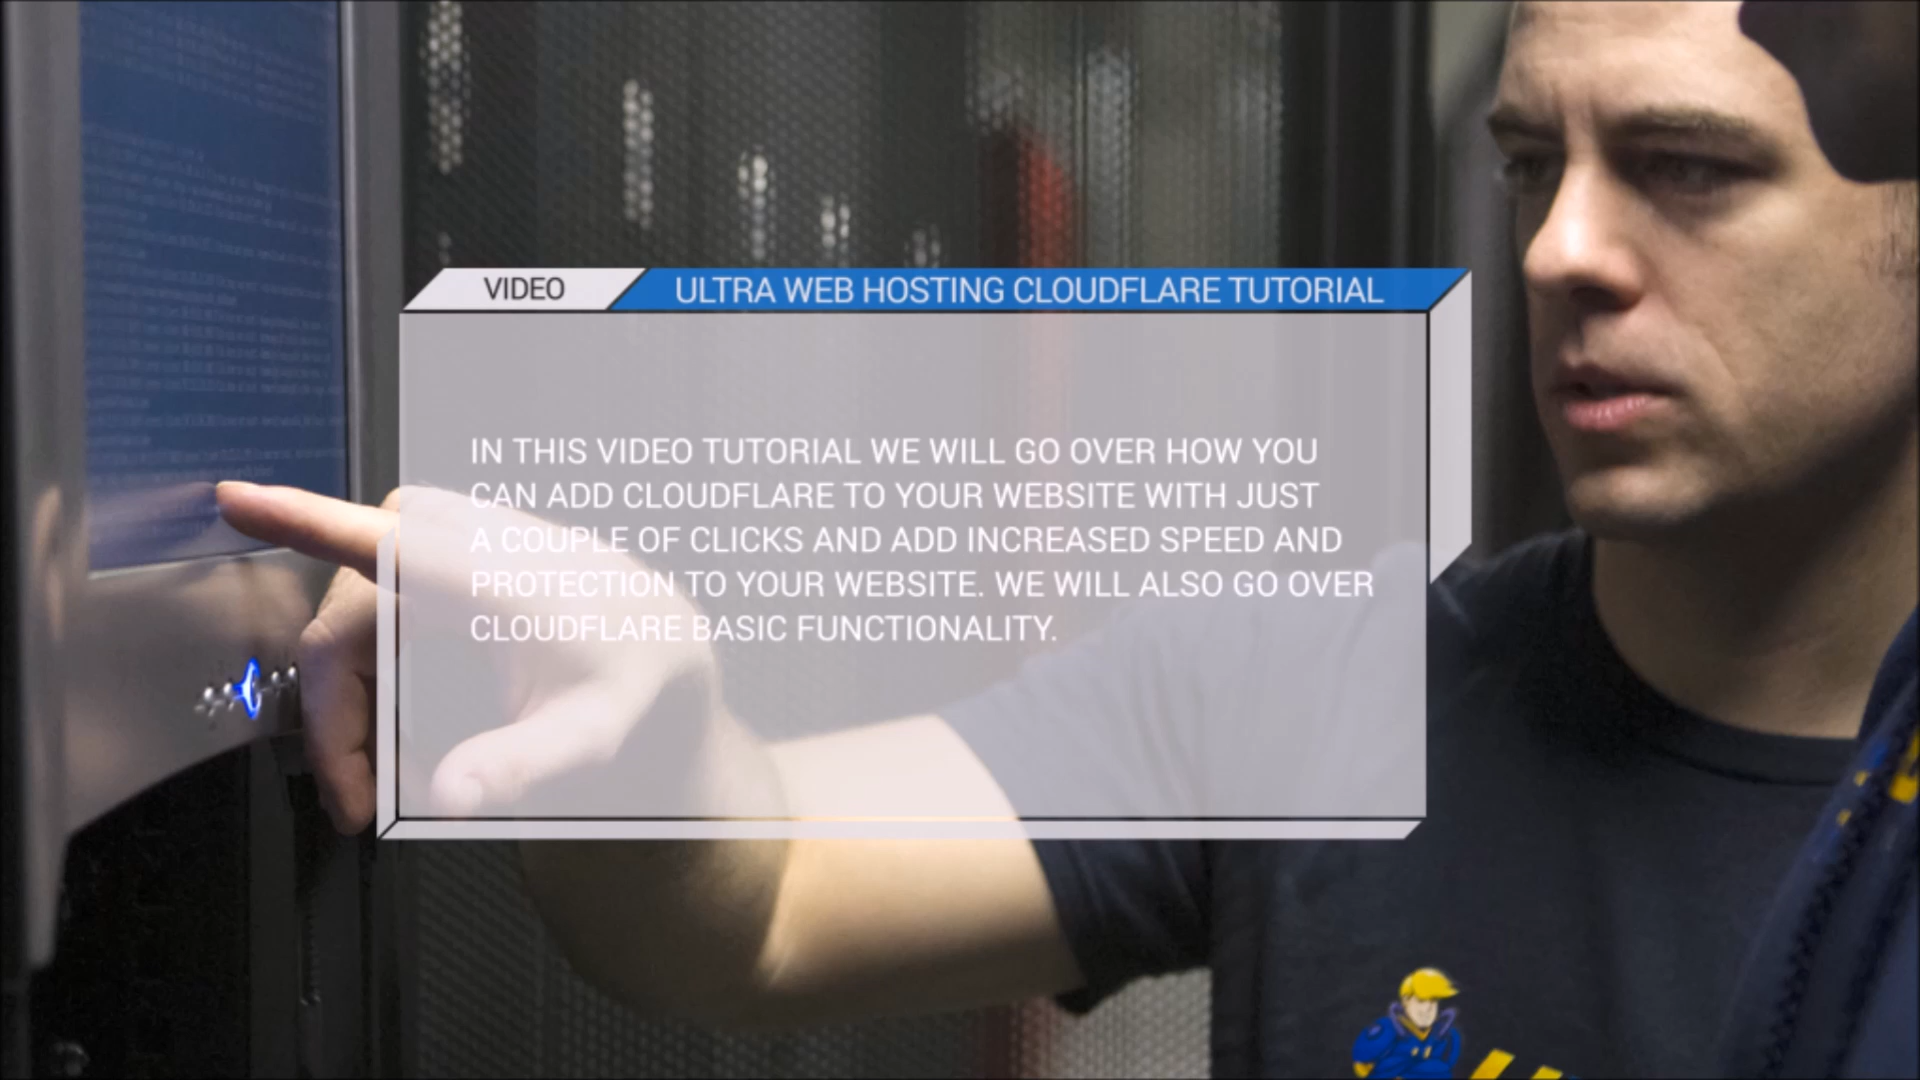 VIDEO
ULTRA WEB HOSTING CLOUDFLARE TUTORIAL
IN THIS VIDEO TUTORIAL WE WILL GO OVER HOW YOU
CAN ADD CLOUDFLARE TO YOUR WEBSITE WITH JUST
A COUPLE OF CLICKS AND ADD INCREASED SPEED AND
PROTECTION TO YOUR WEBSITE. WE WILL ALSO GO OVER
CLOUDFLARE BASIC FUNCTIONALITY.